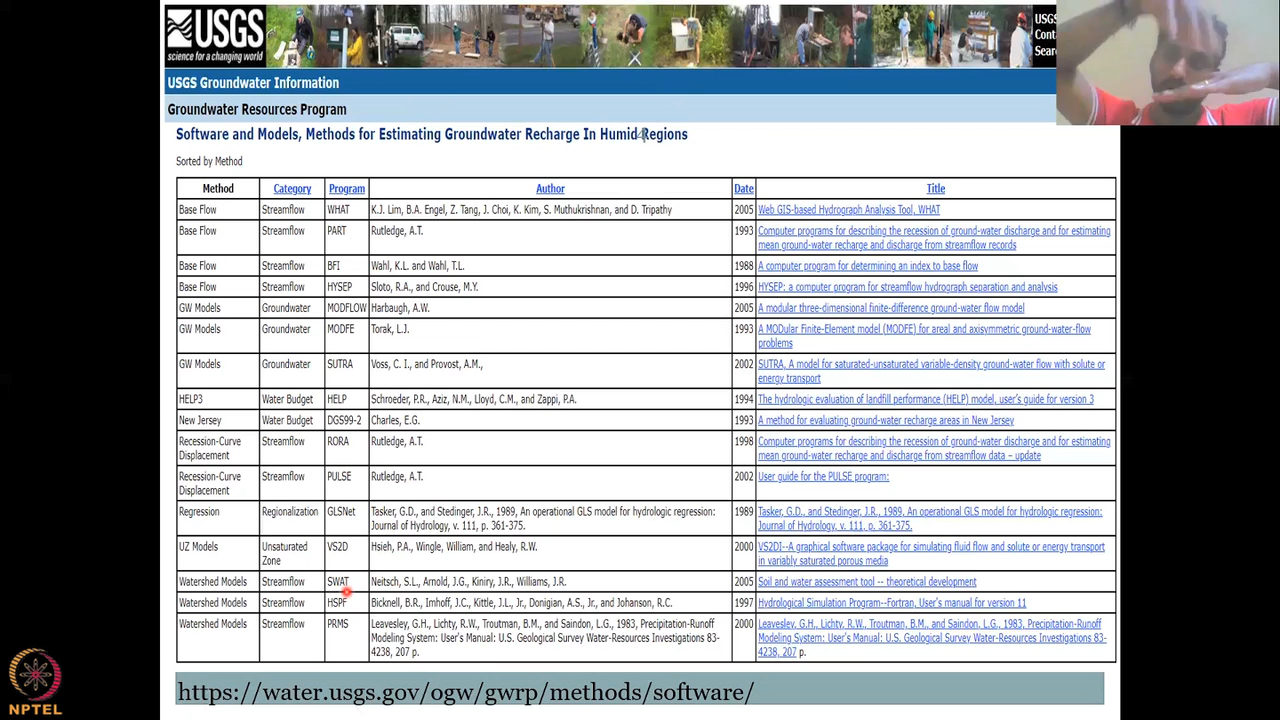 USGS
science for a changing world
USGS
Cont
Sear
USGS Groundwater Information
Groundwater Resources Program
Software and Models, Methods for Estimating Groundwater Recharge In Humid Regions
Sorted by Method
Method Category Program Author Date Title
Base Flow Streamflow WHAT K.J. Lim, B.A. Engel, Z. Tang, J. Choi, K. Kim, S. Muthukrishnan, and D. Tripathy 2005 Web GIS-based Hydrograph Analysis Tool, WHAT
Base Flow Streamflow PART Rutledge, A.T. 1993 Computer programs for describing the recession of ground-water discharge and for estimating
mean ground-water recharge and discharge from streamflow records
Base Flow Streamflow BFI Wahl, K.L. and Wahl, T.L. 1988 A computer program for determining an index to base flow
Base Flow Streamflow HYSEP Sloto, R.A., and Crouse, M.Y. 1996 HYSEP: a computer program for streamflow hydrograph separation and analysis
GW Models Groundwater MODFLOW Harbaugh, A.W. 2005 A modular three-dimensional finite-difference ground-water flow model
GW Models Groundwater MODFE Torak, L.J. 1993 A MODular Finite-Element model (MODFE) for areal and axisymmetric ground-water-flow
problems
GW Models Groundwater SUTRA Voss, C. I., and Provost, A.M., 2002 SUTRA, A model for saturated-unsaturated variable-density ground-water flow with solute or
energy transport
HELP3 Water Budget HELP Schroeder, P.R., Aziz, N.M., Lloyd, C.M., and Zappi, P.A. 1994 The hydrologic evaluation of landfill performance (HELP) model, user's guide for version 3
New Jersey Water Budget DGS99-2 Charles, E.G. 1993 A method for evaluating ground-water recharge areas in New Jersey
Recession-Curve Streamflow RORA Rutledge, A.T. 1998 Computer programs for describing the recession of ground-water discharge and for estimating
Displacement mean ground-water recharge and discharge from streamflow data – update
Recession-Curve Streamflow PULSE Rutledge, A.T. 2002 User guide for the PULSE program:
Displacement
Regression Regionalization GLSNet Tasker, G.D., and Stedinger, J.R., 1989, An operational GLS model for hydrologic regression: 1989 Tasker, G.D., and Stedinger, J.R., 1989, An operational GLS model for hydrologic regression:
Journal of Hydrology, v. 111, p. 361-375. Journal of Hydrology, v. 111, p. 361-375.
UZ Models Unsaturated VS2D Hsieh, P.A., Wingle, William, and Healy, R.W. 2000 VS2DI--A graphical software package for simulating fluid flow and solute or energy transport
Zone in variably saturated porous media
Watershed Models Streamflow SWAT Neitsch, S.L., Arnold, J.G., Kiniry, J.R., Williams, J.R. 2005 Soil and water assessment tool -- theoretical development
Watershed Models Streamflow HSPF Bicknell, B.R., Imhoff, J.C., Kittle, J.L., Jr., Donigian, A.S., Jr., and Johanson, R.C. 1997 Hydrological Simulation Program--Fortran, User's manual for version 11
Watershed Models Streamflow PRMS Leavesley, G.H., Lichty, R.W., Troutman, B.M., and Saindon, L.G., 1983, Precipitation-Runoff 2000 Leavesley, G.H., Lichty, R.W., Troutman, B.M., and Saindon, L.G., 1983, Precipitation-Runoff
Modeling System: User's Manual: U.S. Geological Survey Water-Resources Investigations 83- Modeling System: User's Manual: U.S. Geological Survey Water-Resources Investigations 83-
4238, 207 p. 4238, 207 p.
https://water.usgs.gov/ogw/gwrp/methods/software/
NPTEL